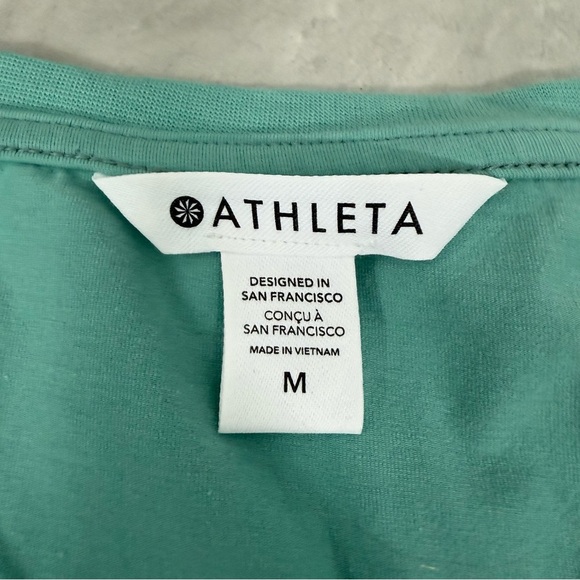 ATHLETA
DESIGNED IN
SAN FRANCISCO
CONÇU À
SAN FRANCISCO
MADE IN VIETNAM
M